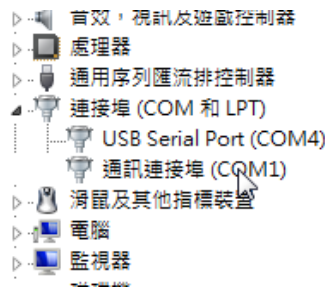 音效，視訊及遊戲控制器
處理器
通用序列匯流排控制器
連接埠 (COM 和 LPT)
USB Serial Port (COM4)
通訊連接埠 (COM1)
滑鼠及其他指標裝置
電腦
監視器